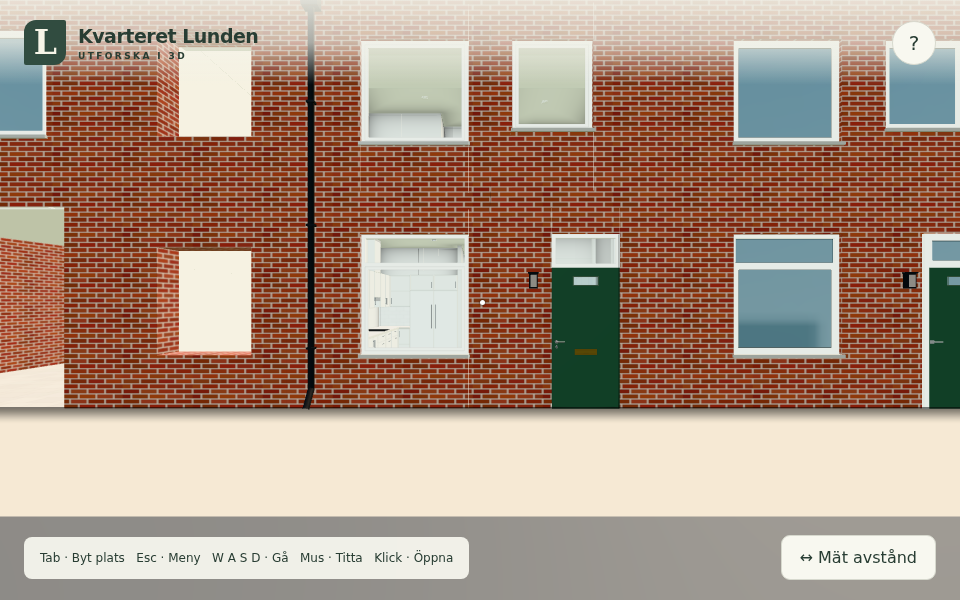 L
Kvarteret Lunden
UTFORSKA I 3D
?
Tab · Byt plats Esc · Meny W A S D · Gå Mus · Titta Klick · Öppna
↔ Mät avstånd